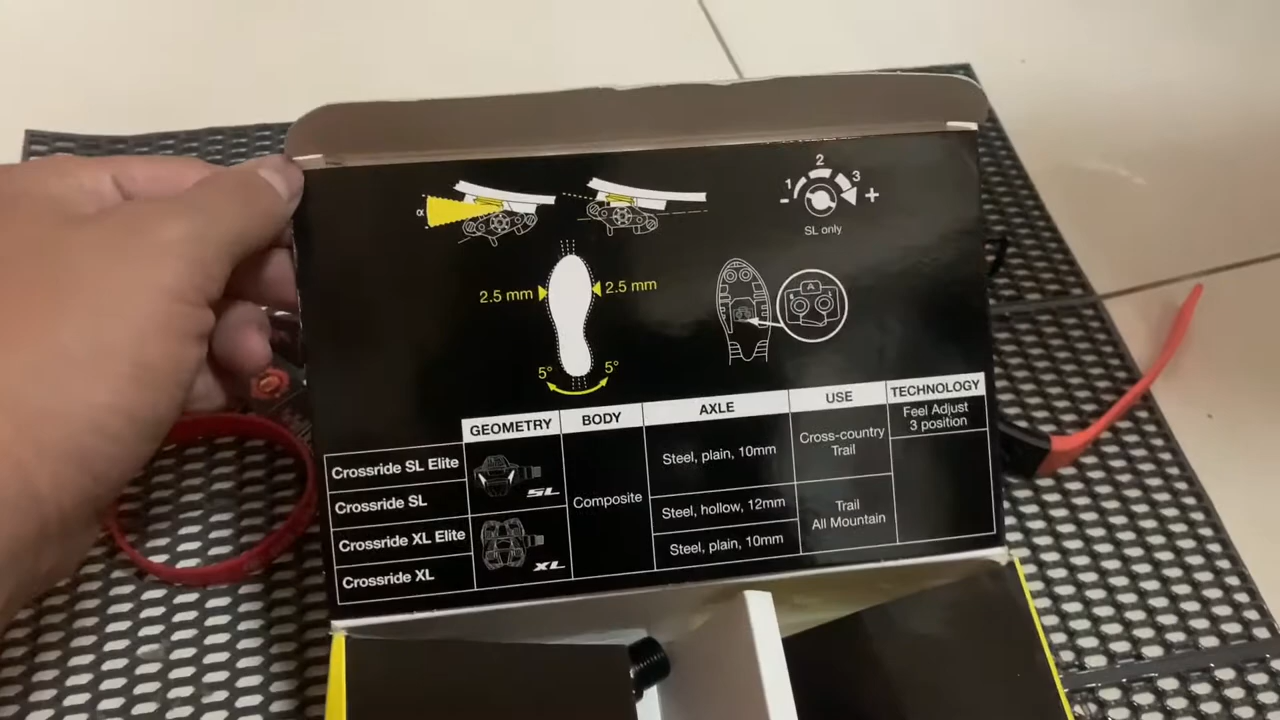 α
1
2
3
-
+
SL only
2.5 mm
2.5 mm
5°
5°
A
GEOMETRY
BODY
AXLE
USE
TECHNOLOGY
Crossride SL Elite
Crossride SL
Crossride XL Elite
Crossride XL
SL
XL
Composite
Steel, plain, 10mm
Steel, hollow, 12mm
Steel, plain, 10mm
Cross-country
Trail
Trail
All Mountain
Feel Adjust
3 position